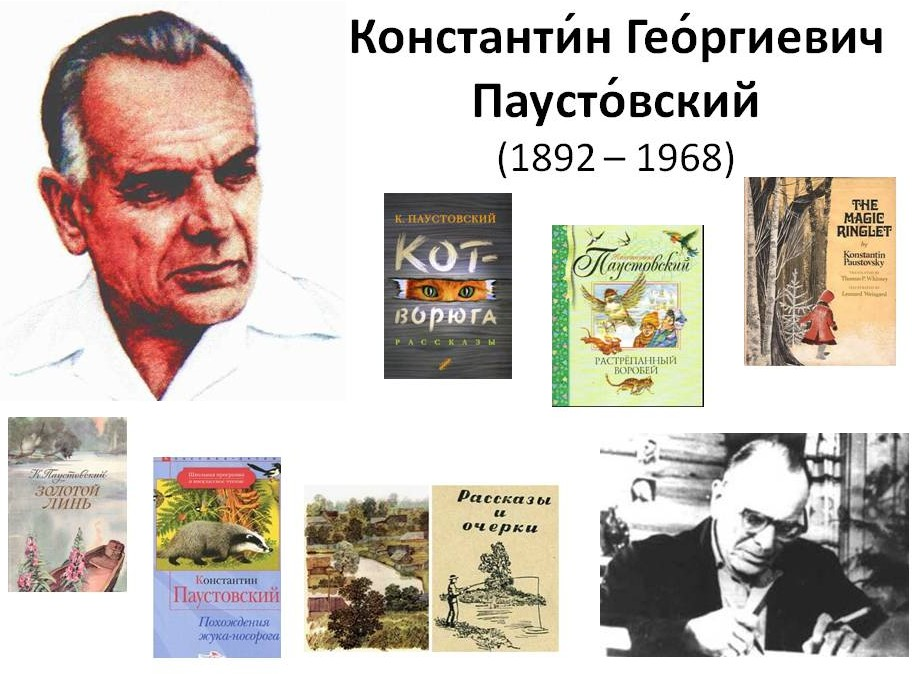 Константи́н Гео́ргиевич
Паусто́вский
(1892 – 1968)
К. ПАУСТОВСКИЙ
КОТ-
ВОРЮГА
РАССКАЗЫ
Константин
Паустовский
РАСТРЁПАННЫЙ
ВОРОБЕЙ
THE
MAGIC
RINGLET
by
Konstantin
Paustovsky
TRANSLATED BY
Thomas P. Whitney
ILLUSTRATED BY
Leonard Weisgard
К. Паустовский
ЗОЛОТОЙ
ЛИНЬ
Школьная программа
и внеклассное чтение
Константин
Паустовский
Похождения
жука-носорога
Рассказы
и
очерки